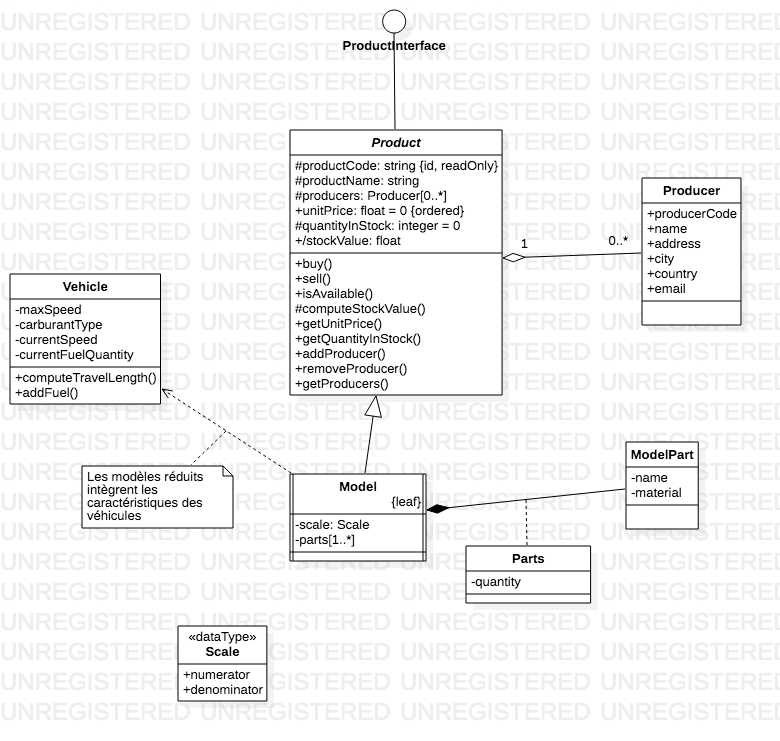 ProductInterface
Product
#productCode: string {id, readOnly}
#productName: string
#producers: Producer[0..*]
+unitPrice: float = 0 {ordered}
#quantityInStock: integer = 0
+/stockValue: float
+buy()
+sell()
+isAvailable()
#computeStockValue()
+getUnitPrice()
+getQuantityInStock()
+addProducer()
+removeProducer()
+getProducers()
1
0..*
Producer
+producerCode
+name
+address
+city
+country
+email
Vehicle
-maxSpeed
-carburantType
-currentSpeed
-currentFuelQuantity
+computeTravelLength()
+addFuel()
Les modèles réduits
intègrent les
caractéristiques des
véhicules
Model
{leaf}
-scale: Scale
-parts[1..*]
ModelPart
-name
-material
Parts
-quantity
«dataType»
Scale
+numerator
+denominator
UNREGISTERED